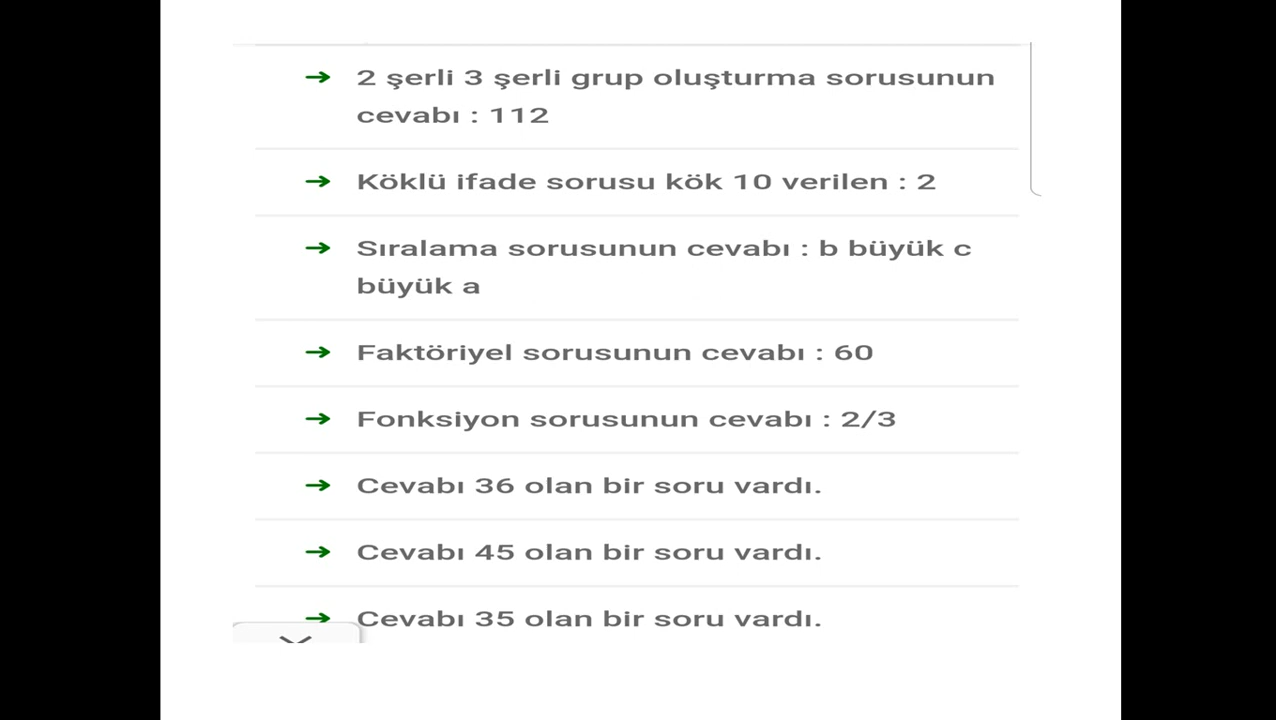 2 şerli 3 şerli grup oluşturma sorusunun
cevabı : 112
Köklü ifade sorusu kök 10 verilen : 2
Sıralama sorusunun cevabı : b büyük c
büyük a
Faktöriyel sorusunun cevabı : 60
Fonksiyon sorusunun cevabı : 2/3
Cevabı 36 olan bir soru vardı.
Cevabı 45 olan bir soru vardı.
Cevabı 35 olan bir soru vardı.